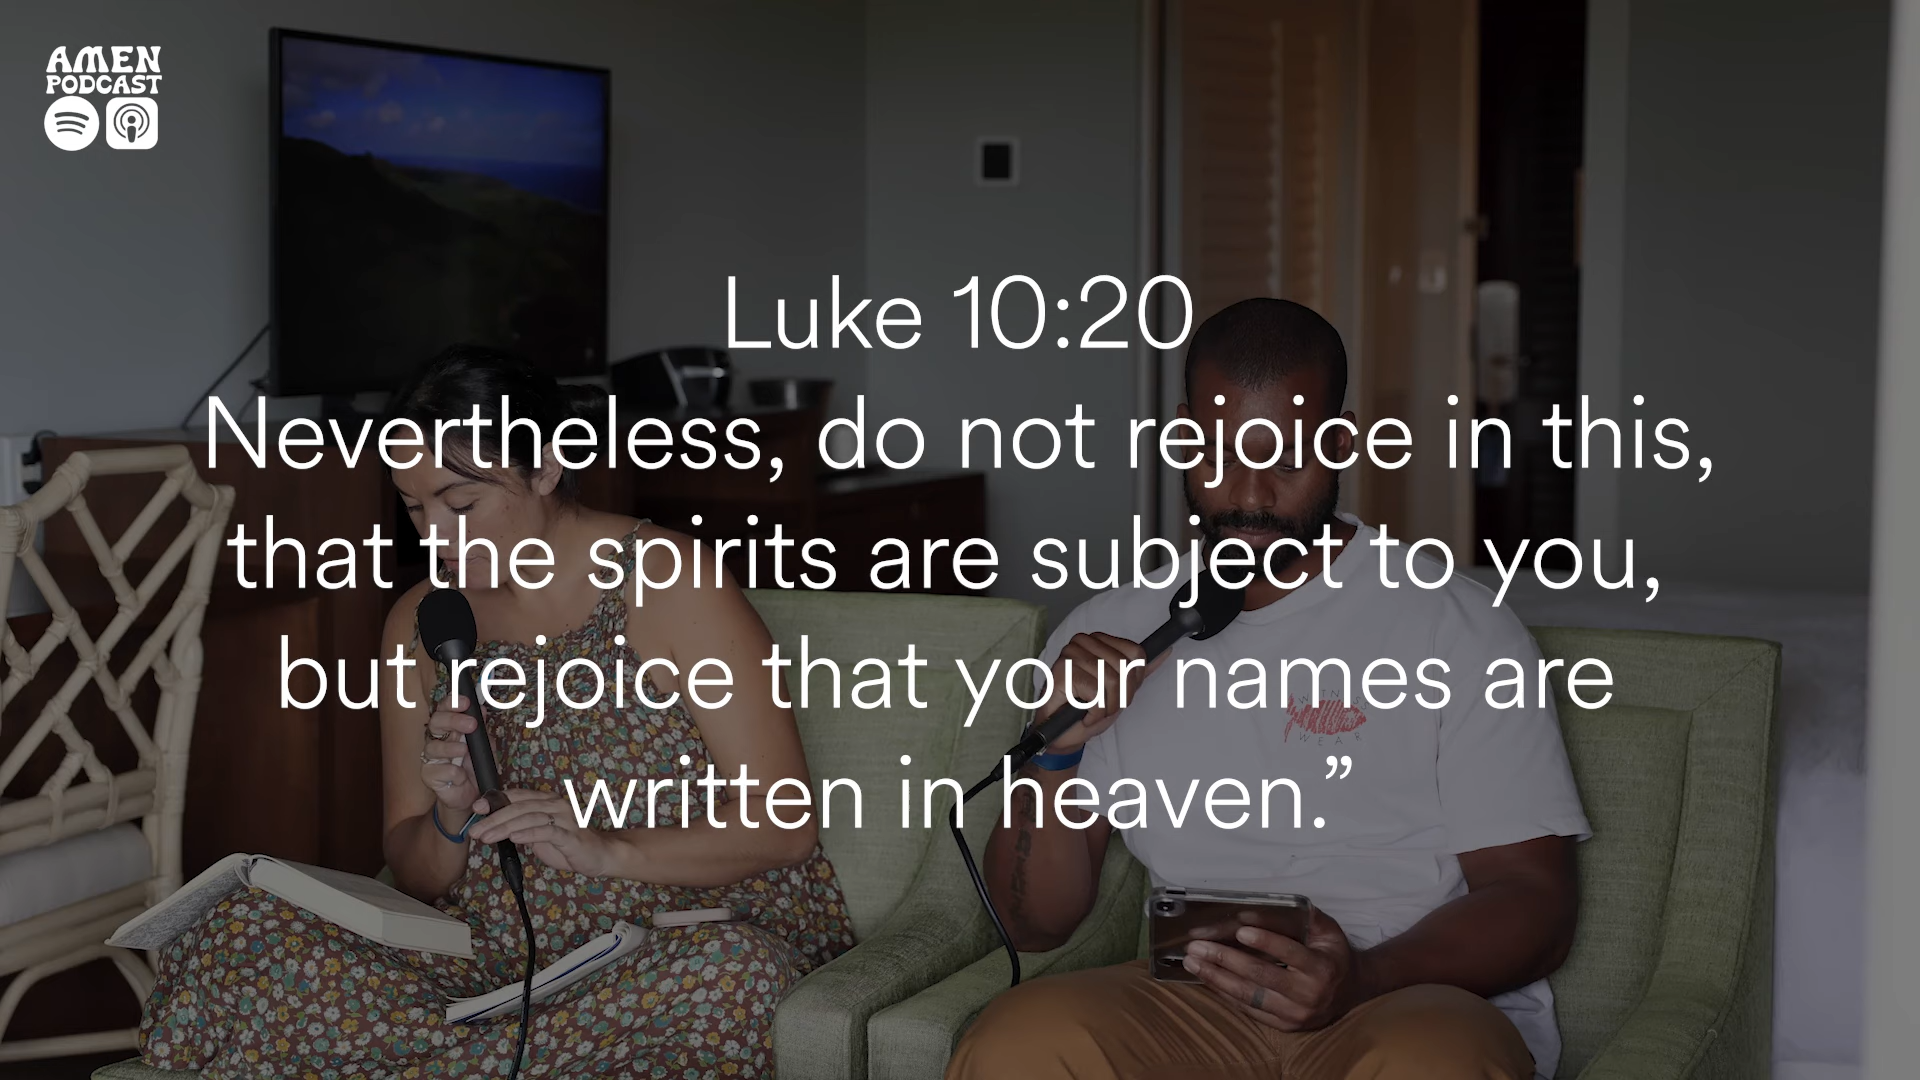 AMEN
PODCAST
Luke 10:20
Nevertheless, do not rejoice in this,
that the spirits are subject to you,
but rejoice that your names are
written in heaven.”
WEAR